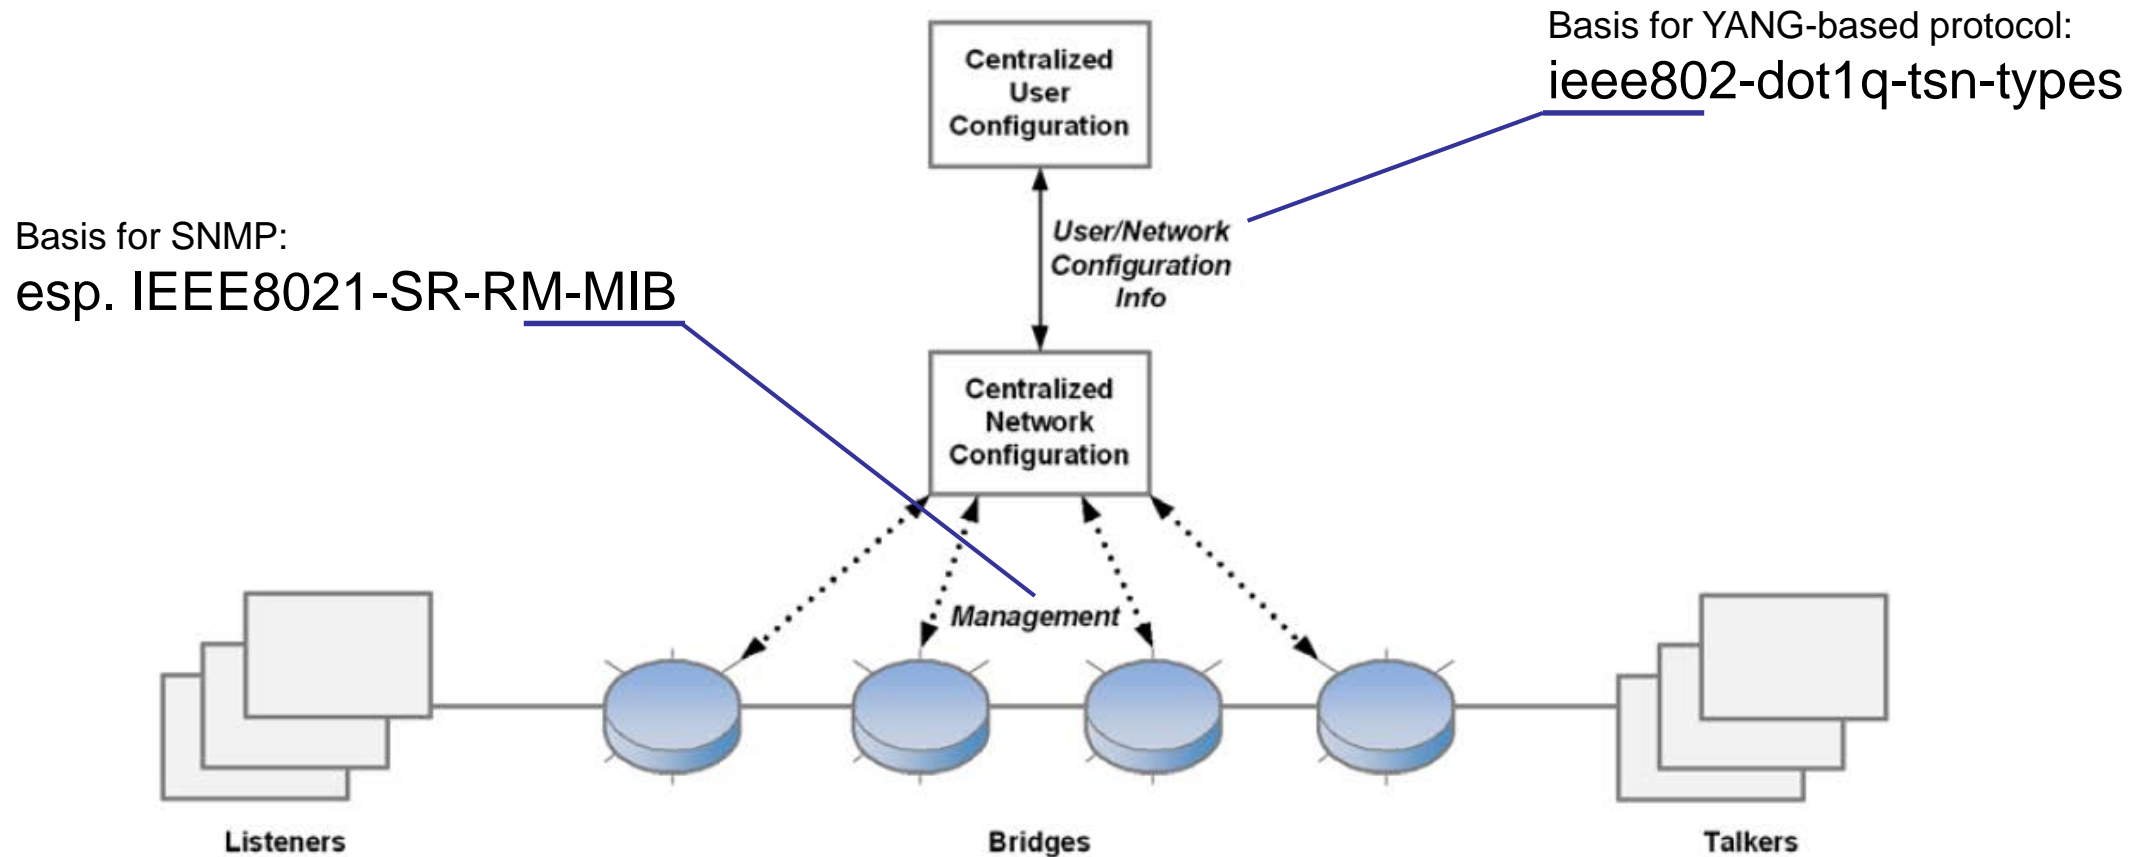 Basis for YANG-based protocol:
ieee802-dot1q-tsn-types
Centralized
User
Configuration
Basis for SNMP:
esp. IEEE8021-SR-RM-MIB
User/Network
Configuration
Info
Centralized
Network
Configuration
Management
Listeners
Bridges
Talkers